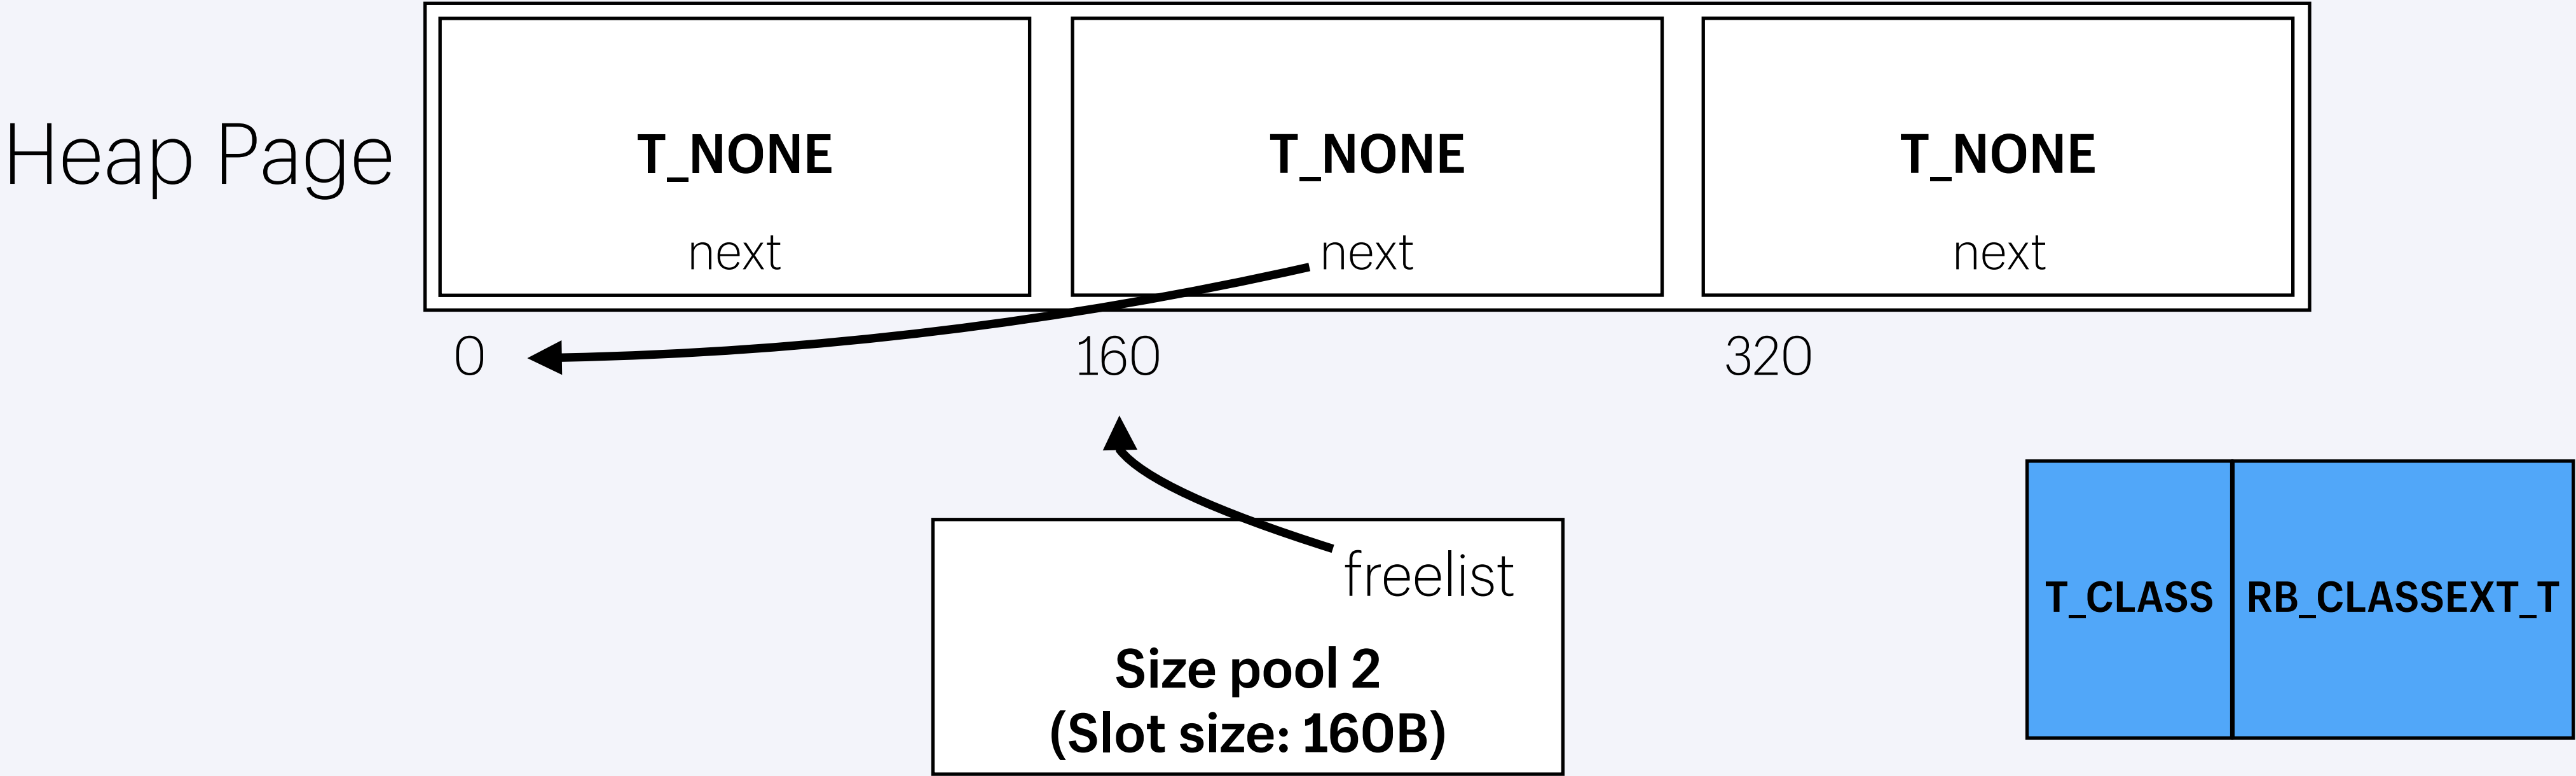 Heap Page
T_NONE
T_NONE
T_NONE
next
next
next
0
160
320
freelist
Size pool 2
(Slot size: 160B)
T_CLASS
RB_CLASSEXT_T